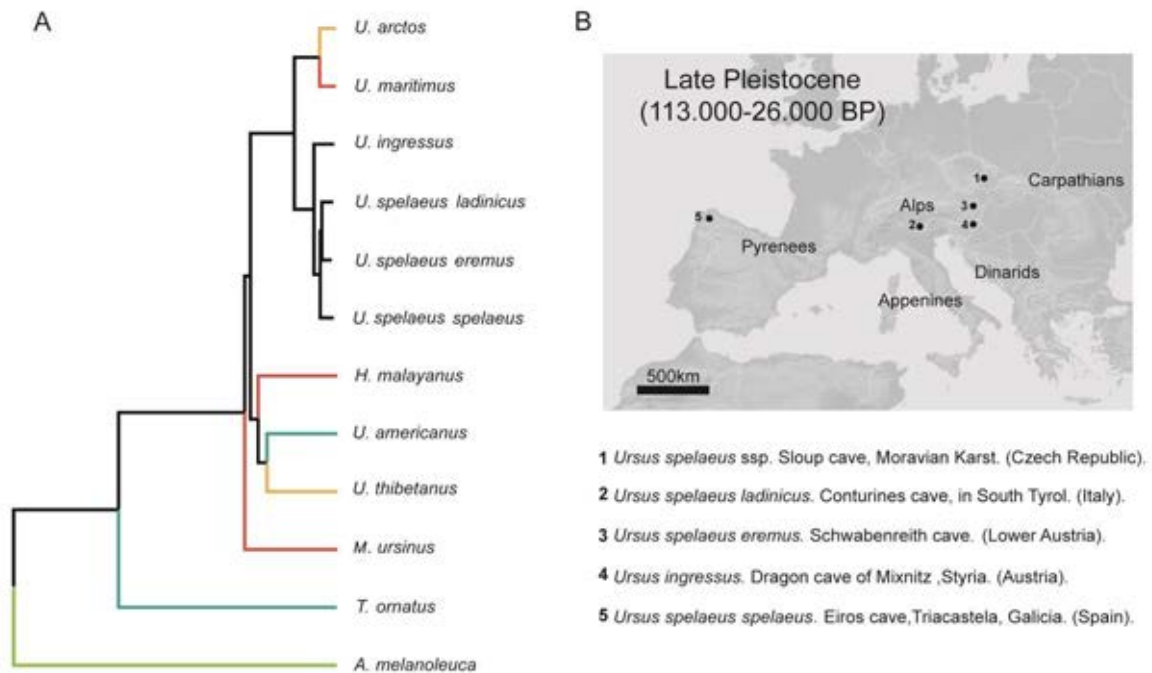 A
U. arctos
U. maritimus
U. ingressus
U. spelaeus ladinicus
U. spelaeus eremus
U. spelaeus spelaeus
H. malayanus
U. americanus
U. thibetanus
M. ursinus
T. ornatus
A. melanoleuca
B
Late Pleistocene
(113.000-26.000 BP)
1
Carpathians
Alps
3
5
2
4
Pyrenees
Dinarids
Appenines
500km
1 Ursus spelaeus ssp. Sloup cave, Moravian Karst. (Czech Republic).
2 Ursus spelaeus ladinicus. Conturines cave, in South Tyrol. (Italy).
3 Ursus spelaeus eremus. Schwabenreith cave. (Lower Austria).
4 Ursus ingressus. Dragon cave of Mixnitz ,Styria. (Austria).
5 Ursus spelaeus spelaeus. Eiros cave,Triacastela, Galicia. (Spain).